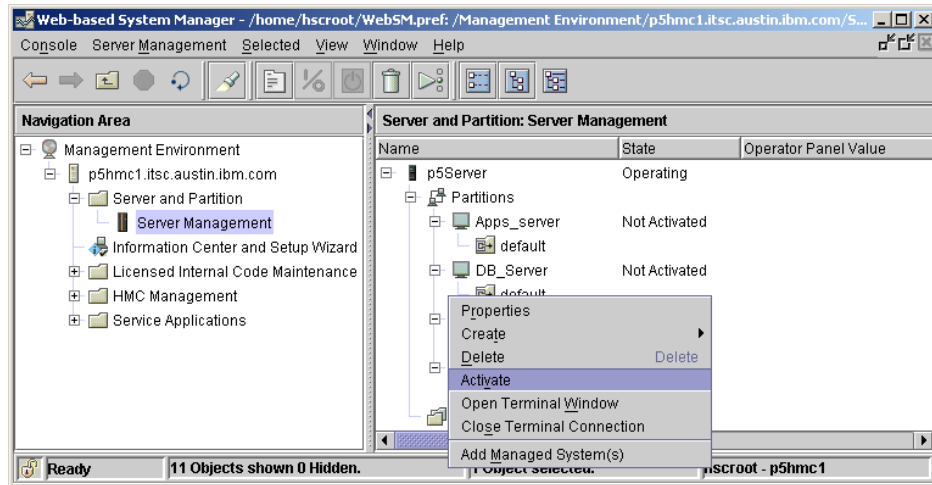 Web-based System Manager - /home/hscroot/WebSM.pref: /Management Environment/p5hmc1.itsc.austin.ibm.com/S...
Console Server Management Selected View Window Help
Navigation Area
Management Environment
p5hmc1.itsc.austin.ibm.com
Server and Partition
Server Management
Information Center and Setup Wizard
Licensed Internal Code Maintenance
HMC Management
Service Applications
Server and Partition: Server Management
Name State Operator Panel Value
p5Server Operating
Partitions
Apps_server Not Activated
default
DB_Server Not Activated
default
Properties
Create
Delete Delete
Activate
Open Terminal Window
Close Terminal Connection
Add Managed System(s)
Ready 11 Objects shown 0 Hidden. 1 Object selected. hscroot - p5hmc1